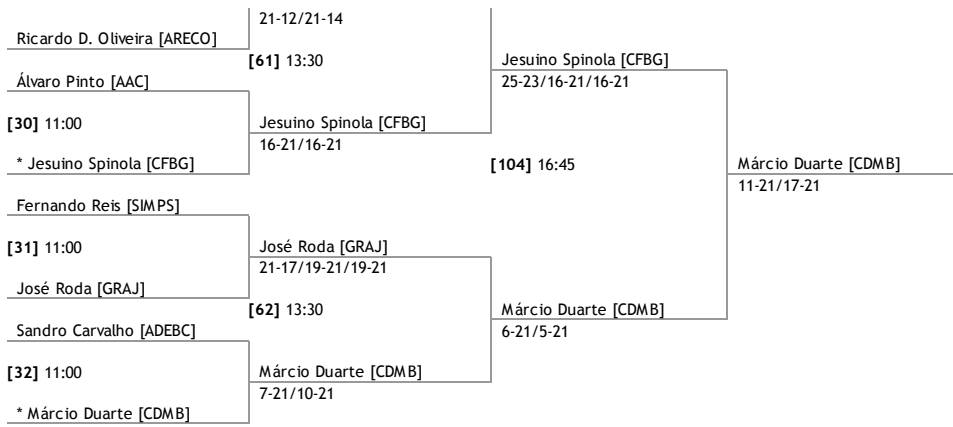 21-12/21-14
Ricardo D. Oliveira [ARECO]
[61] 13:30
Jesuino Spinola [CFBG]
Álvaro Pinto [AAC]
25-23/16-21/16-21
[30] 11:00
Jesuino Spinola [CFBG]
16-21/16-21
* Jesuino Spinola [CFBG]
[104] 16:45
Márcio Duarte [CDMB]
11-21/17-21
Fernando Reis [SIMPS]
[31] 11:00
José Roda [GRAJ]
21-17/19-21/19-21
José Roda [GRAJ]
[62] 13:30
Márcio Duarte [CDMB]
Sandro Carvalho [ADEBC]
6-21/5-21
[32] 11:00
Márcio Duarte [CDMB]
7-21/10-21
* Márcio Duarte [CDMB]